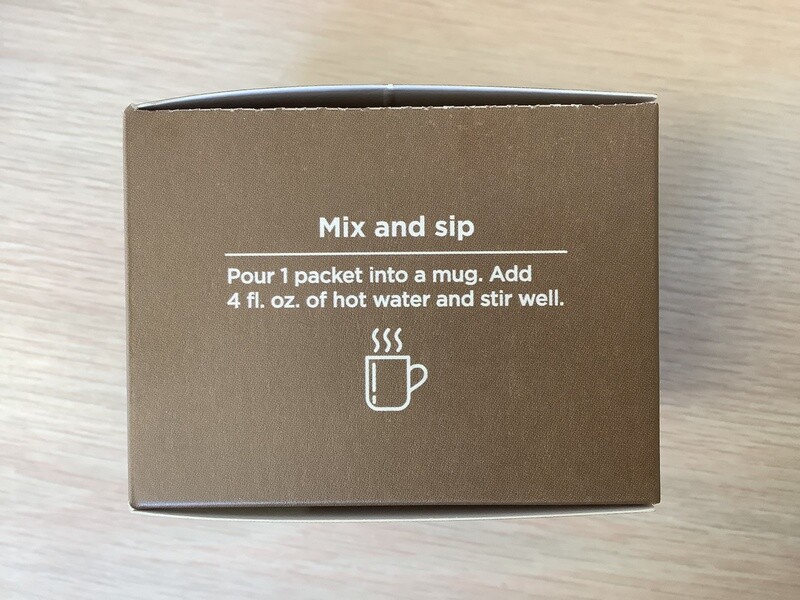 Mix and sip
Pour 1 packet into a mug. Add
4 fl. oz. of hot water and stir well.